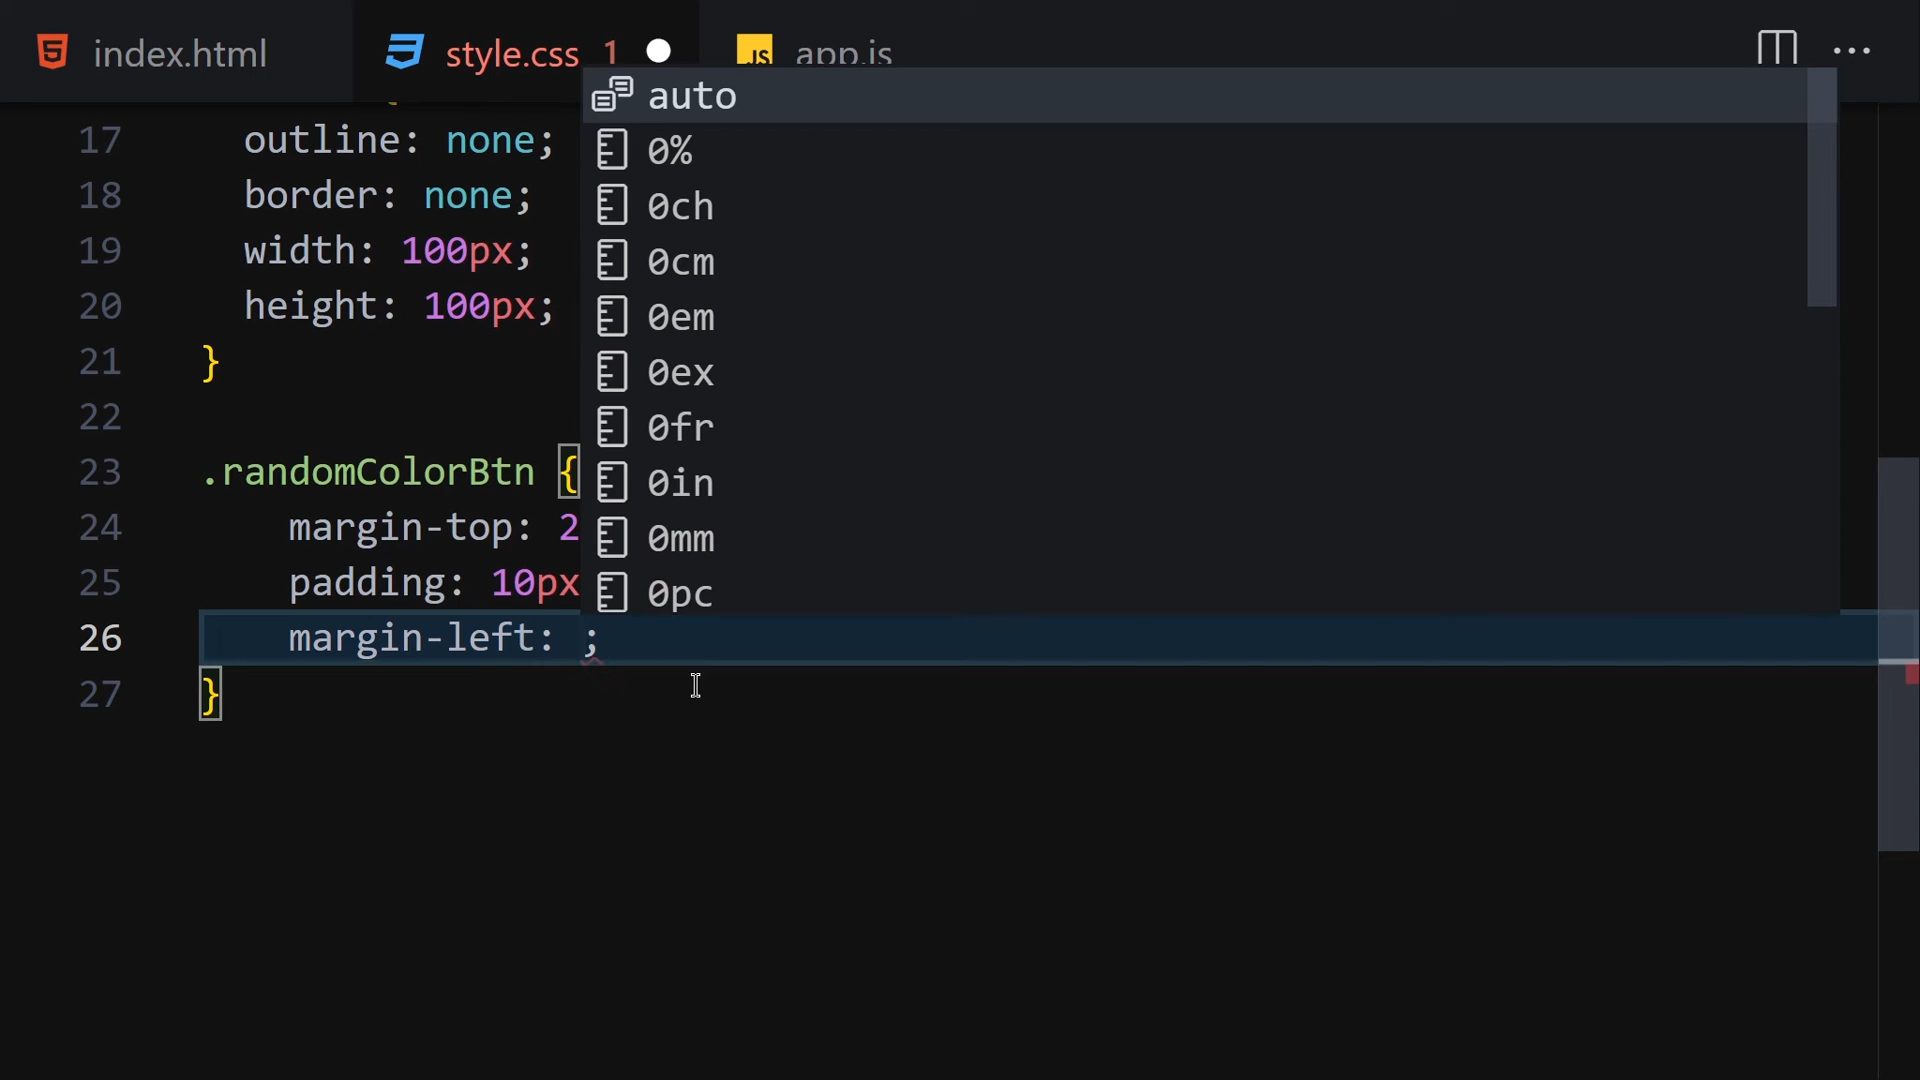 index.html style.css 1 JS app.js ...
auto
17 outline: none; 0%
18 border: none; 0ch
19 width: 100px; 0cm
20 height: 100px; 0em
21 } 0ex
22 0fr
23 .randomColorBtn { 0in
24 margin-top: 2 0mm
25 padding: 10px 0pc
26 margin-left: ;
27 }